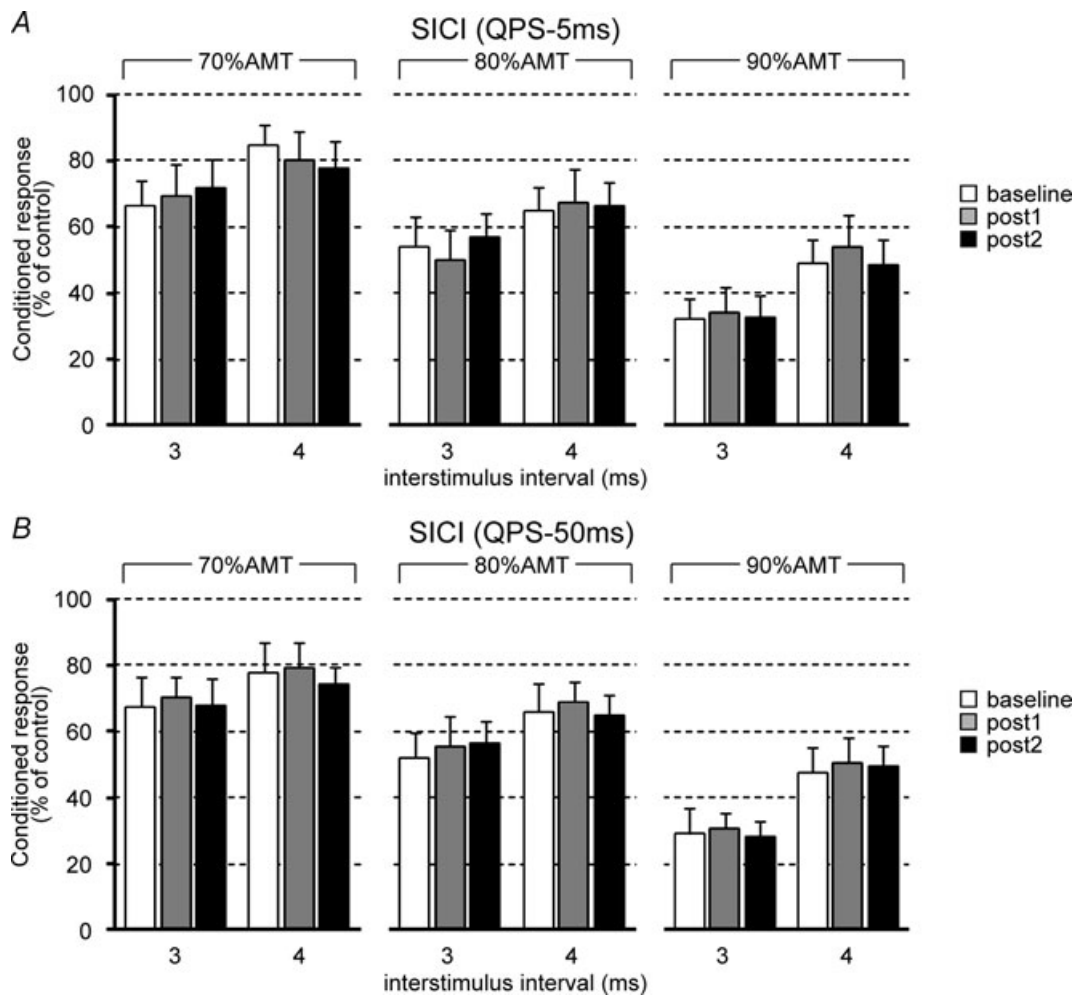 A
SICI (QPS-5ms)
70%AMT
80%AMT
90%AMT
Conditioned response
(% of control)
100
80
60
40
20
0
3
4
3
4
3
4
interstimulus interval (ms)
baseline
post1
post2
B
SICI (QPS-50ms)
70%AMT
80%AMT
90%AMT
Conditioned response
(% of control)
100
80
60
40
20
0
3
4
3
4
3
4
interstimulus interval (ms)
baseline
post1
post2